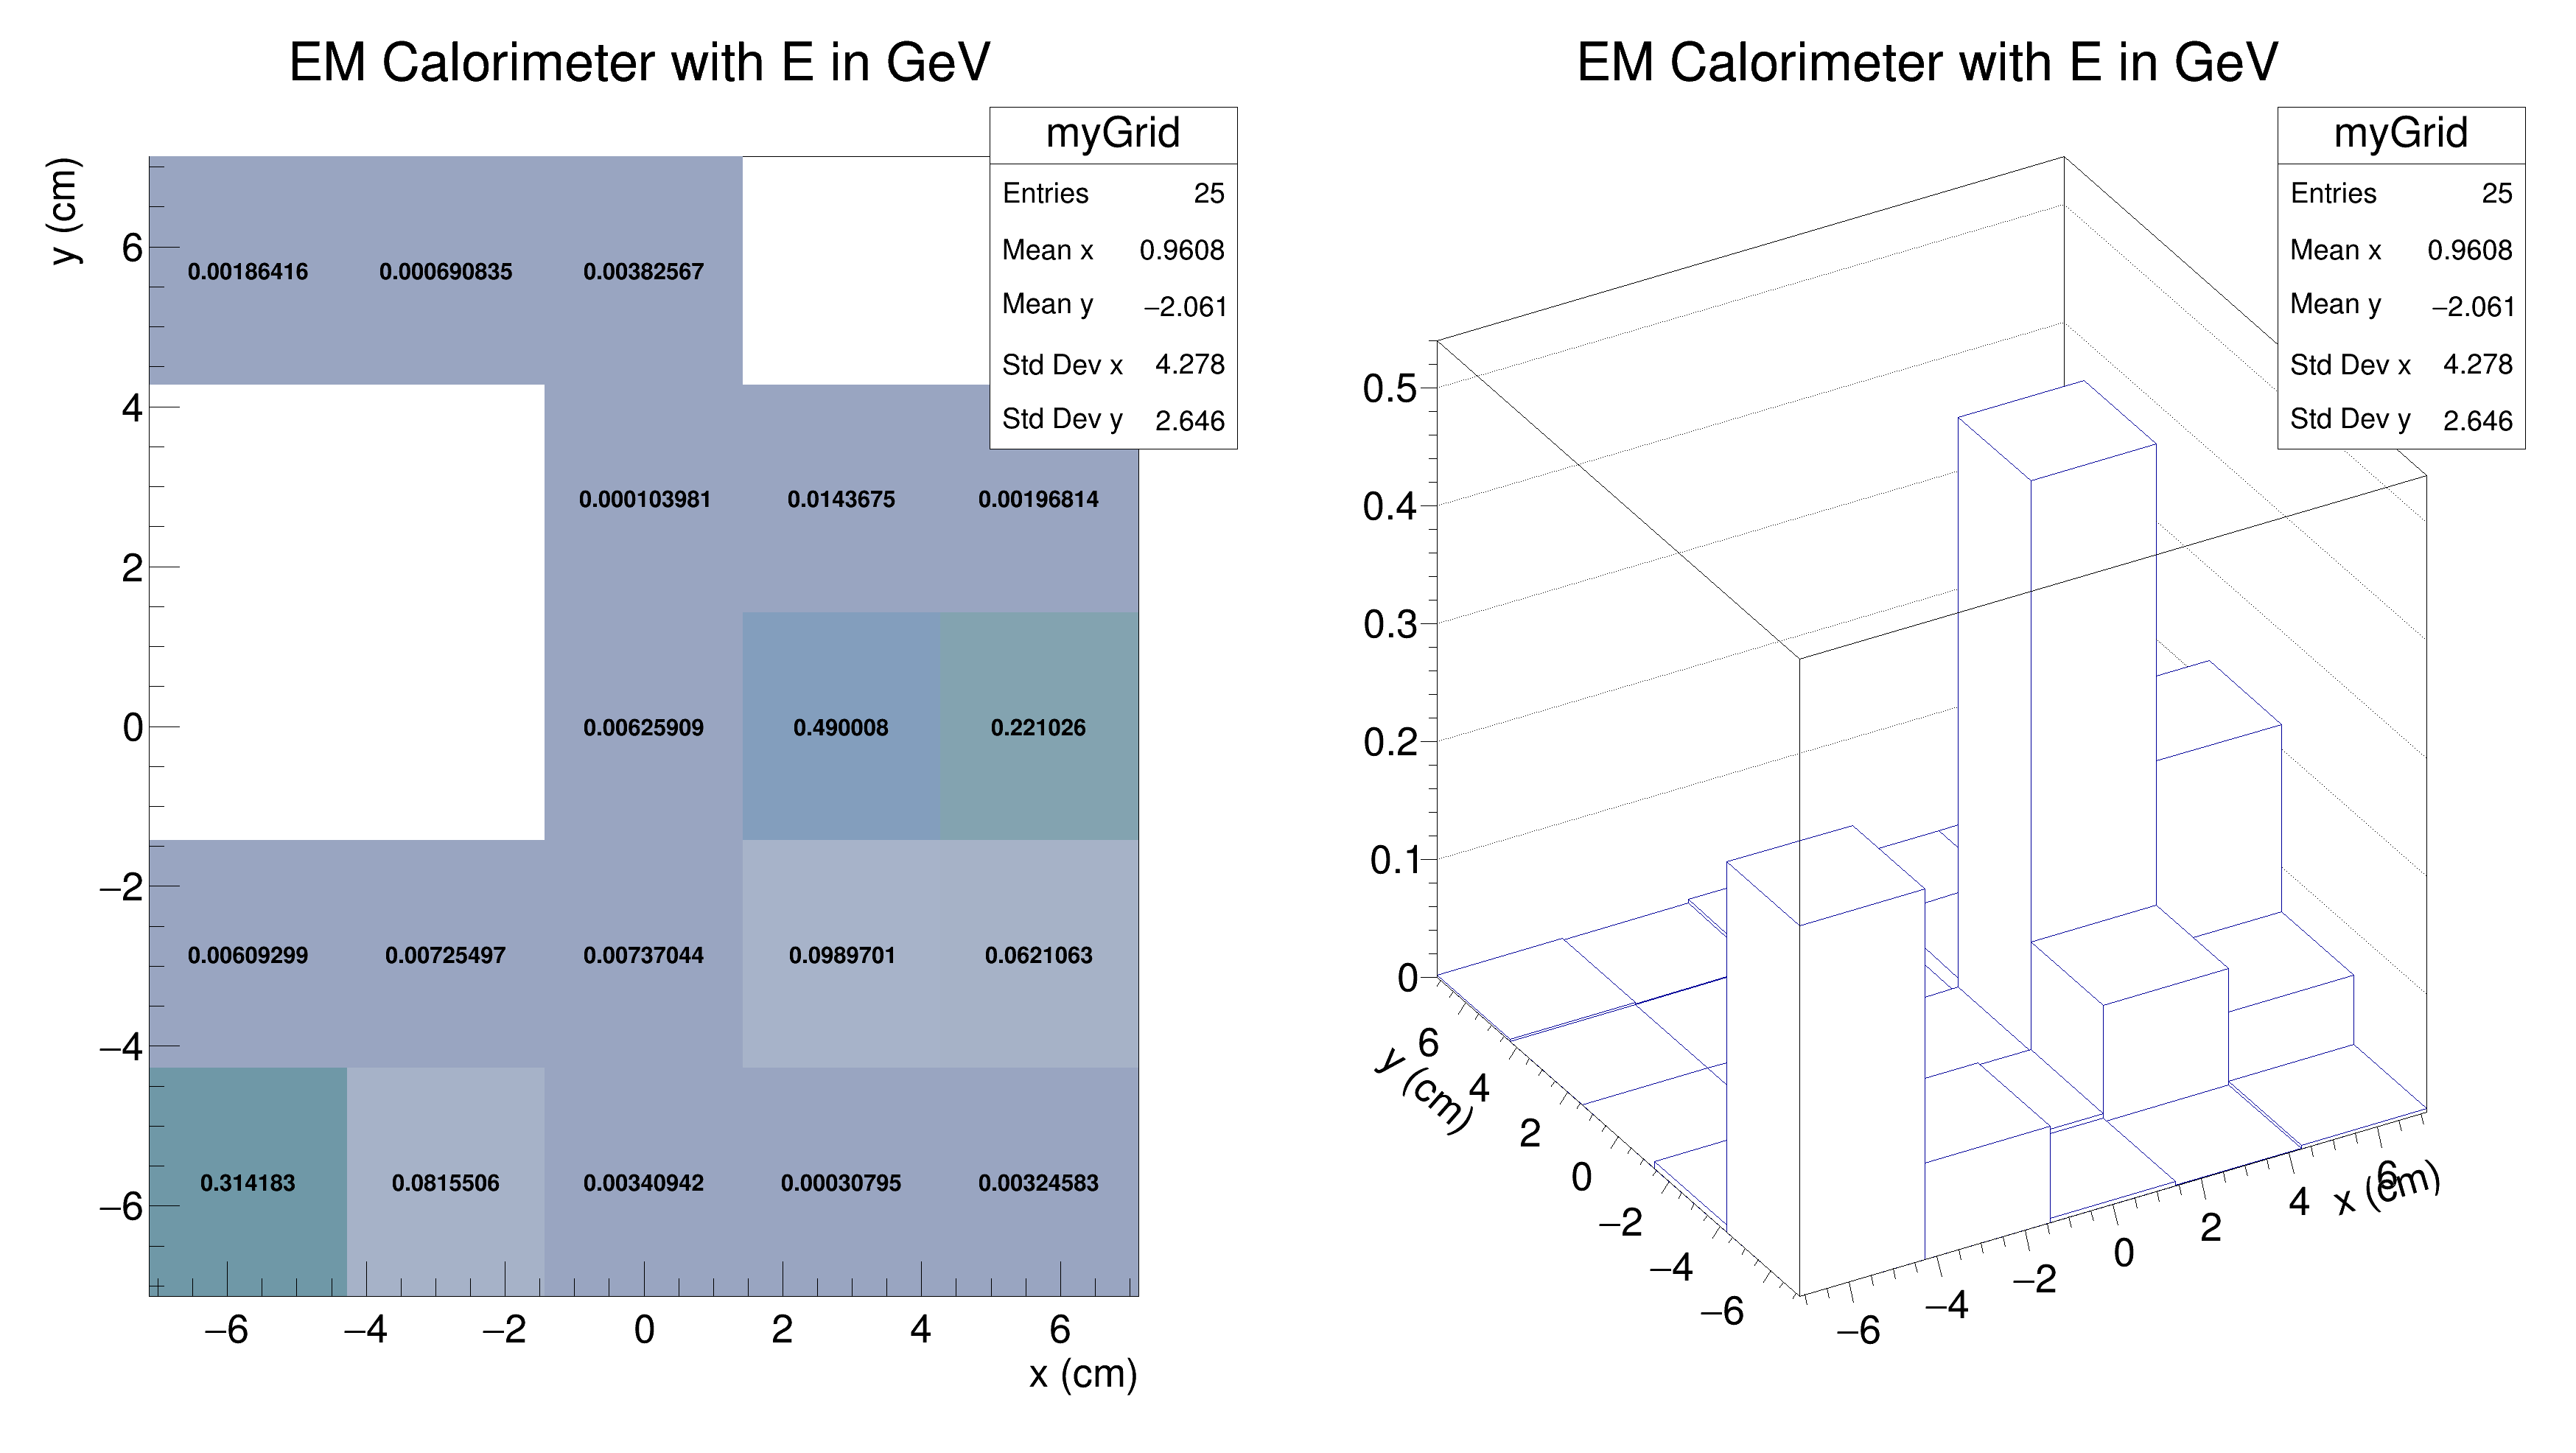 EM Calorimeter with E in GeV
myGrid
Entries 25
Mean x 0.9608
Mean y −2.061
Std Dev x 4.278
Std Dev y 2.646
y (cm)
6
4
2
0
−2
−4
−6
0.00186416 0.000690835 0.00382567
0.000103981 0.0143675 0.00196814
0.00625909 0.490008 0.221026
0.00609299 0.00725497 0.00737044 0.0989701 0.0621063
0.314183 0.0815506 0.00340942 0.00030795 0.00324583
−6 −4 −2 0 2 4 6
x (cm)
EM Calorimeter with E in GeV
myGrid
Entries 25
Mean x 0.9608
Mean y −2.061
Std Dev x 4.278
Std Dev y 2.646
0.5
0.4
0.3
0.2
0.1
0
y (cm)
6
4
2
0
−2
−4
−6
−6 −4 −2 0 2 4 6
x (cm)